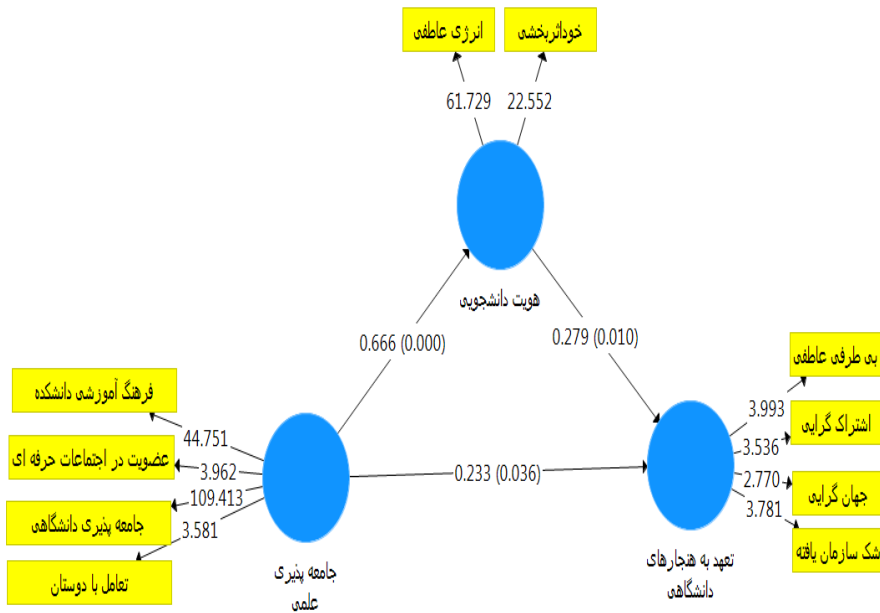 انرژی عاطفی
خوداثربخشی
61.729
22.552
هویت دانشجویی
0.666 (0.000)
0.279 (0.010)
فرهنگ آموزشی دانشکده
عضویت در اجتماعات حرفه ای
جامعه پذیری دانشگاهی
تعامل با دوستان
44.751
3.962
109.413
3.581
جامعه پذیری
علمی
0.233 (0.036)
بی طرفی عاطفی
اشتراک گرایی
جهان گرایی
شک سازمان یافته
3.993
3.536
2.770
3.781
تعهد به هنجارهای
دانشگاهی